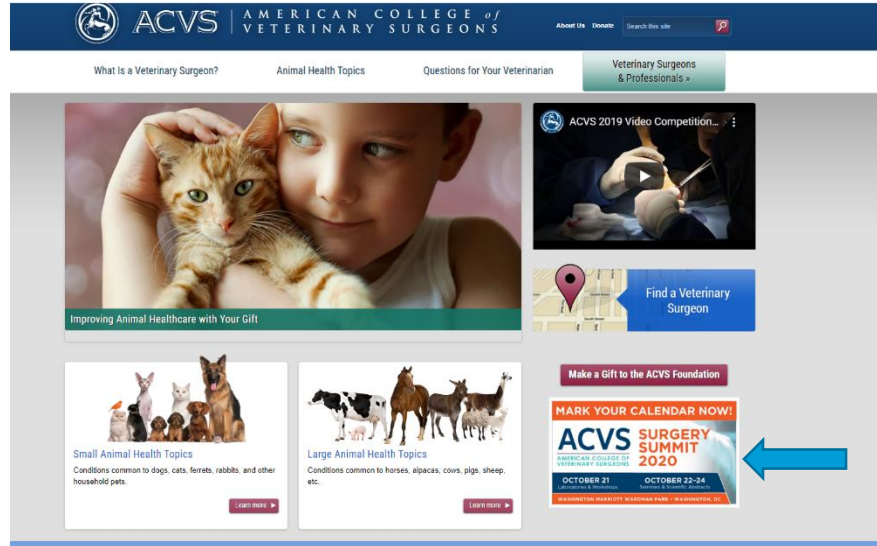 ACVS
AMERICAN COLLEGE of
VETERINARY SURGEONS
About Us Donate Search this site
What Is a Veterinary Surgeon? Animal Health Topics Questions for Your Veterinarian
Veterinary Surgeons
& Professionals »
Improving Animal Healthcare with Your Gift
ACVS 2019 Video Competition...
Find a Veterinary
Surgeon
Small Animal Health Topics
Conditions common to dogs, cats, ferrets, rabbits, and other
household pets.
Learn more
Large Animal Health Topics
Conditions common to horses, alpacas, cows, pigs, sheep,
etc.
Learn more
Make a Gift to the ACVS Foundation
MARK YOUR CALENDAR NOW!
ACVS
AMERICAN COLLEGE OF
VETERINARY SURGEONS
SURGERY
SUMMIT
2020
OCTOBER 21
Laboratories & Workshops
OCTOBER 22-24
Seminars & Scientific Abstracts
WASHINGTON MARRIOTT WARDMAN PARK • WASHINGTON, DC